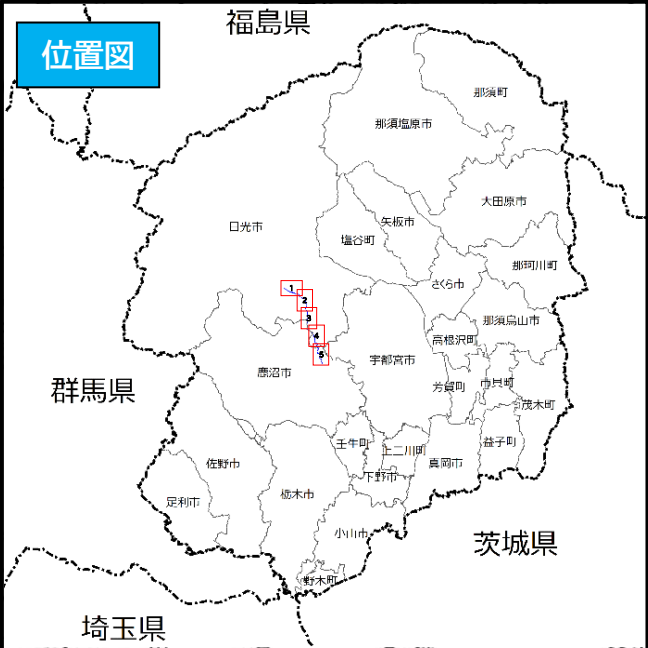 福島県
位置図
那須町
那須塩原市
大田原市
矢板市
日光市
塩谷町
那珂川町
さくら市
1
2
3
那須烏山市
4
高根沢町
5
宇都宮市
鹿沼市
群馬県
芳賀町
市貝町
茂木町
壬生町
益子町
上三川町
佐野市
真岡市
下野市
栃木市
足利市
小山市
茨城県
野木町
埼玉県